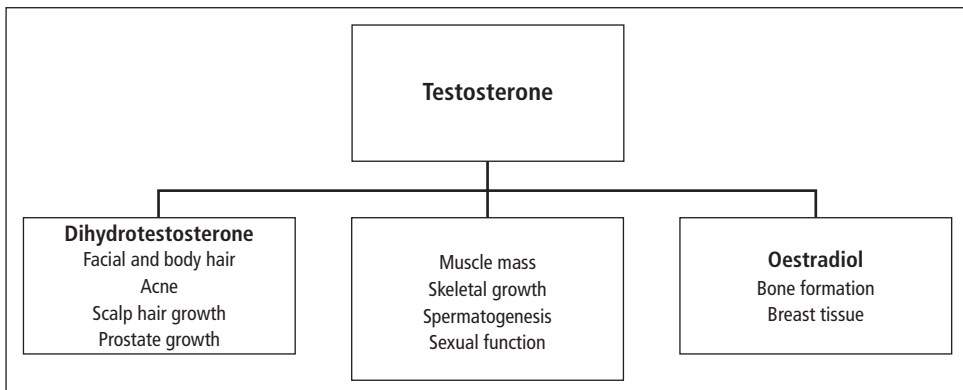 Testosterone
Dihydrotestosterone
Facial and body hair
Acne
Scalp hair growth
Prostate growth
Muscle mass
Skeletal growth
Spermatogenesis
Sexual function
Oestradiol
Bone formation
Breast tissue